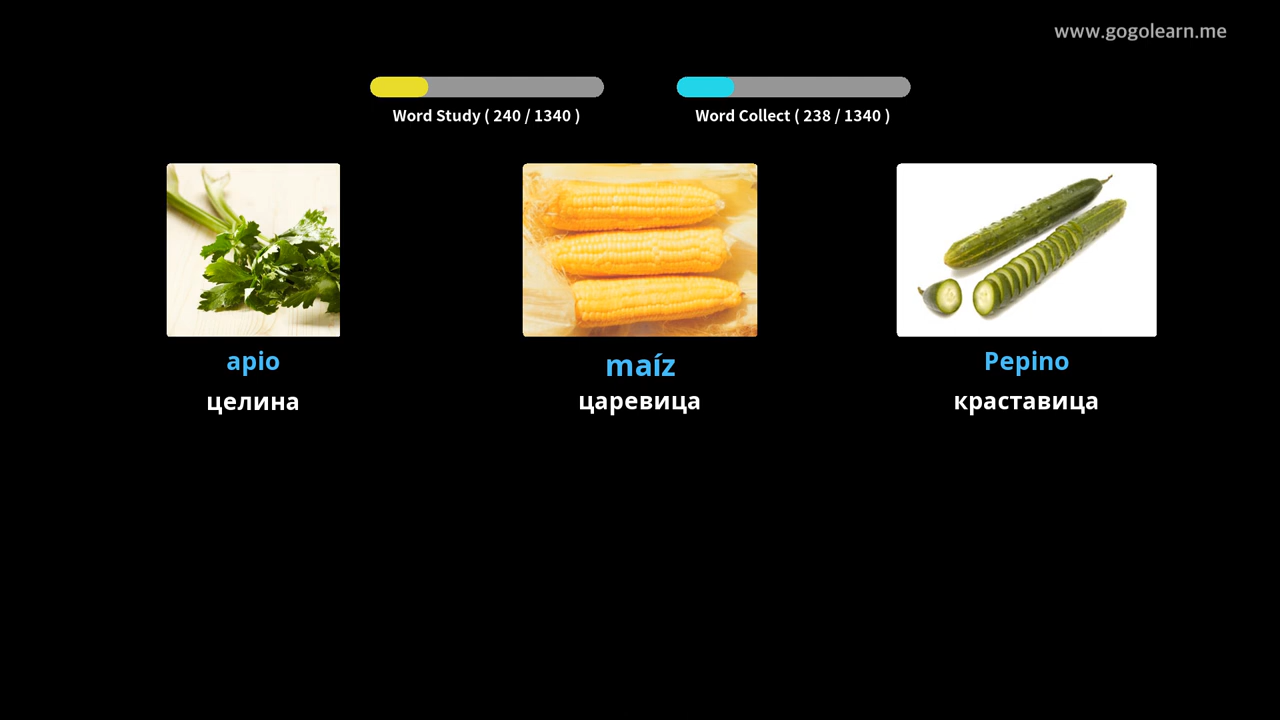 www.gogolearn.me
Word Study ( 240 / 1340 )
Word Collect ( 238 / 1340 )
apio
maíz
Pepino
целина
царевица
краставица